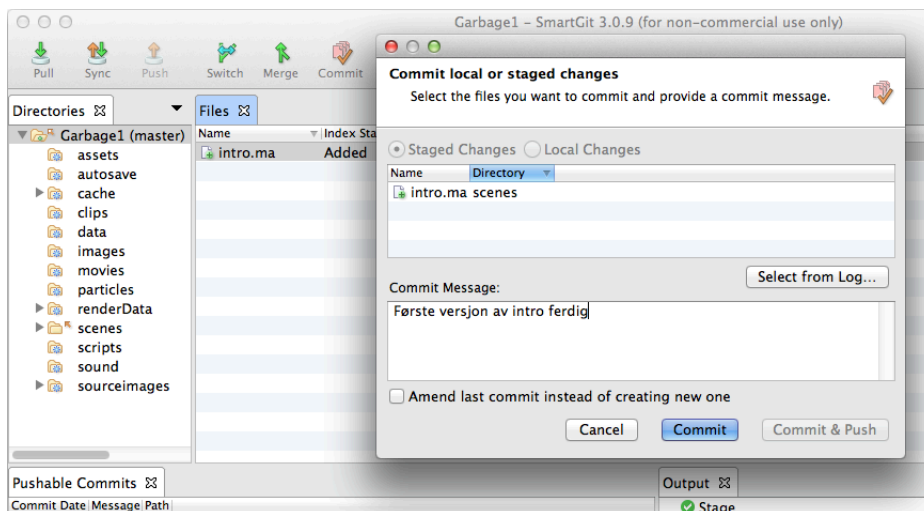 Garbage1 – SmartGit 3.0.9 (for non-commercial use only)
Pull Sync Push Switch Merge Commit
Directories
Garbage1 (master)
assets
autosave
cache
clips
data
images
movies
particles
renderData
scenes
scripts
sound
sourceimages
Files
Name Index Sta
intro.ma Added
Commit local or staged changes
Select the files you want to commit and provide a commit message.
Staged Changes Local Changes
Name Directory
intro.ma scenes
Select from Log...
Commit Message:
Første versjon av intro ferdig
Amend last commit instead of creating new one
Cancel Commit Commit & Push
Pushable Commits
Commit Date Message Path
Output
Stage